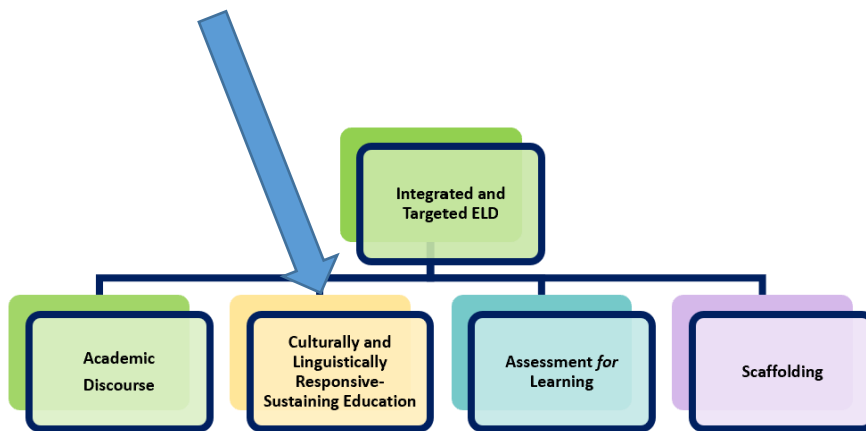 Integrated and
Targeted ELD
Academic
Discourse
Culturally and
Linguistically
Responsive-
Sustaining Education
Assessment for
Learning
Scaffolding